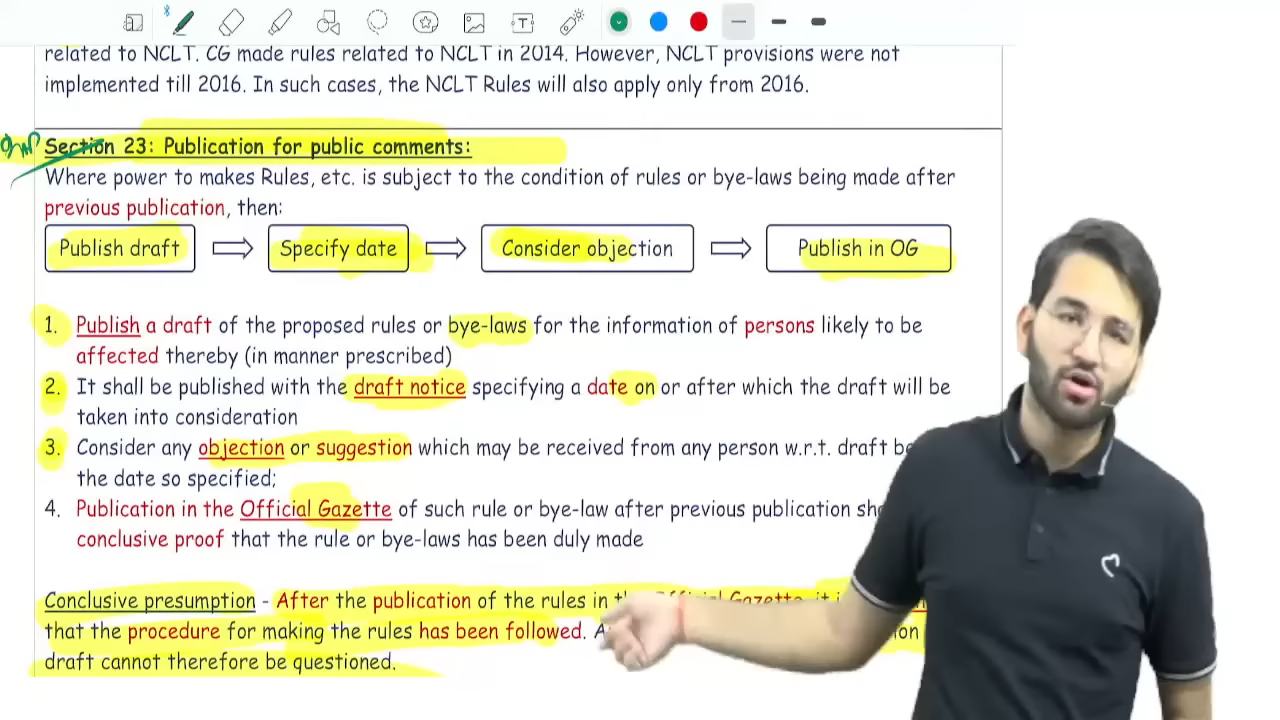 related to NCLT. CG made rules related to NCLT in 2014. However, NCLT provisions were not
implemented till 2016. In such cases, the NCLT Rules will also apply only from 2016.
Section 23: Publication for public comments:
Where power to makes Rules, etc. is subject to the condition of rules or bye-laws being made after
previous publication, then:
Publish draft
Specify date
Consider objection
Publish in OG
1. Publish a draft of the proposed rules or bye-laws for the information of persons likely to be
affected thereby (in manner prescribed)
2. It shall be published with the draft notice specifying a date on or after which the draft will be
taken into consideration
3. Consider any objection or suggestion which may be received from any person w.r.t. draft
the date so specified;
4. Publication in the Official Gazette of such rule or bye-law after previous publication
conclusive proof that the rule or bye-laws has been duly made
Conclusive presumption - After the publication of the rules in Official Gazette, it
that the procedure for making the rules has been followed.
draft cannot therefore be questioned.